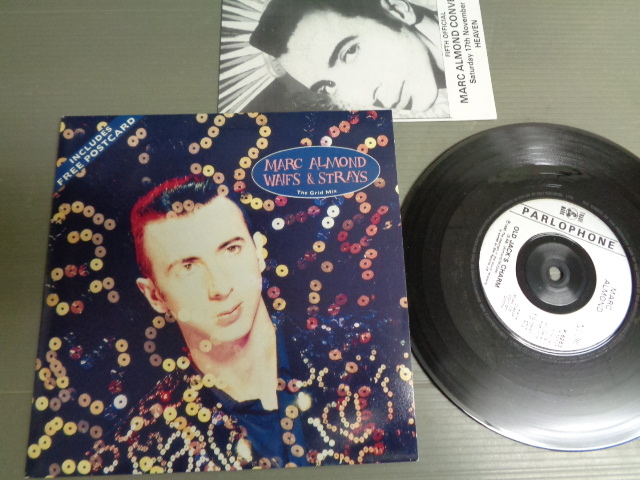 FIFTH OFFICIAL
MARC ALMOND CONVE
Saturday 17th November
HEAVEN
INCLUDES
FREE POSTCARD
MARC ALMOND
WAIFS & STRAYS
The Grid Mix
PARLOPHONE
OLD JACK'S CHARM
MARC
ALMOND